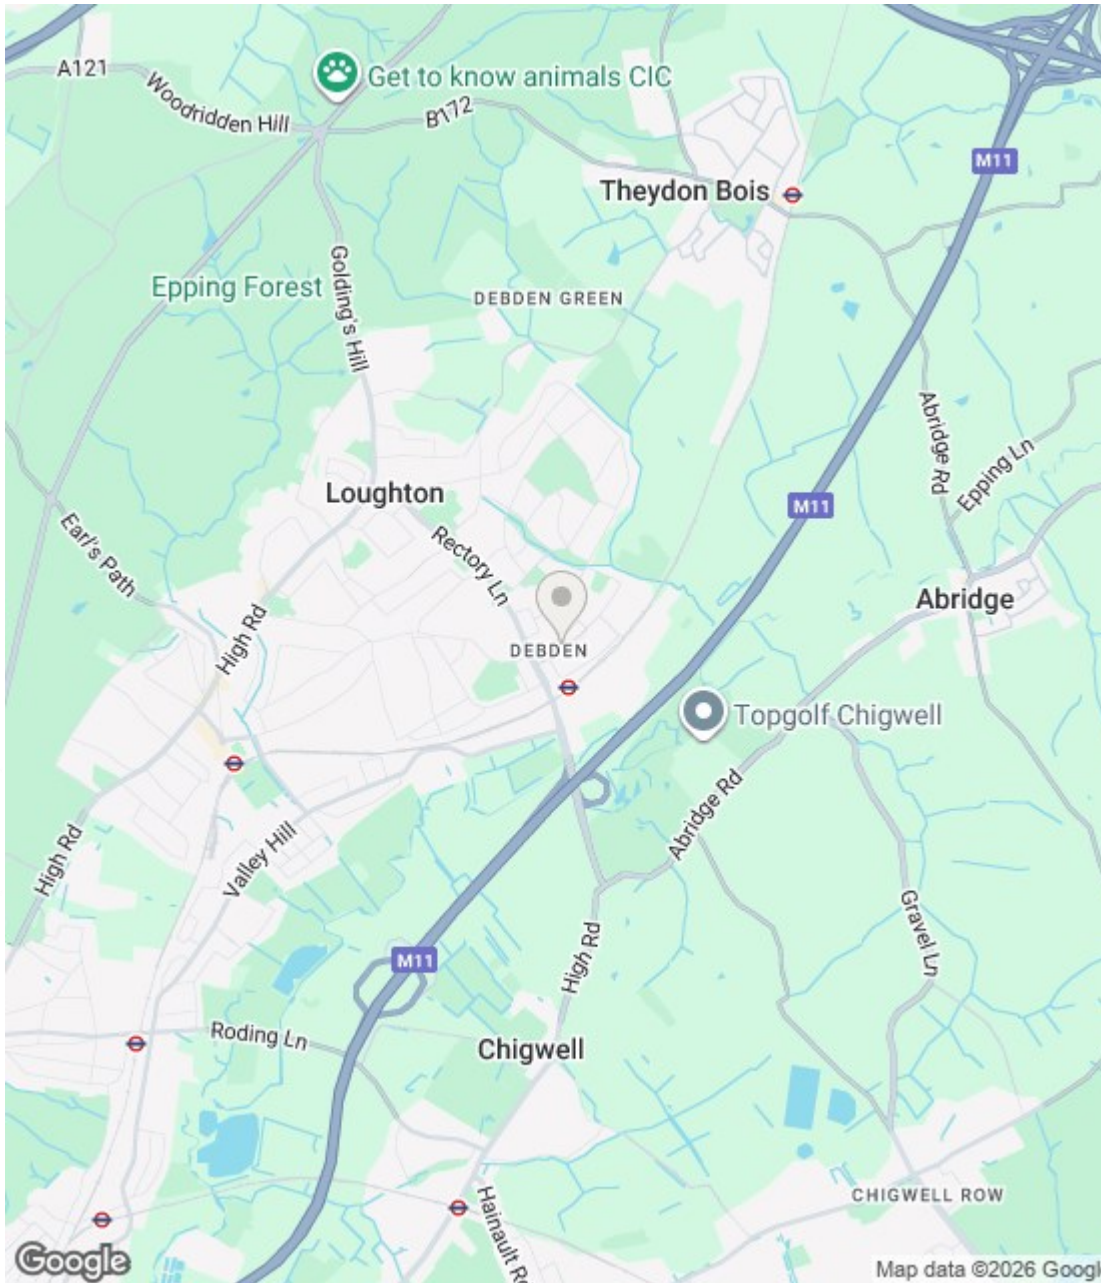 A121
Woodridden Hill
Get to know animals CIC
B172
M11
Theydon Bois
Golding's Hill
Epping Forest
DEBDEN GREEN
Abridge Rd
Epping Ln
Loughton
M11
Rectory Ln
Earl's Path
High Rd
Abridge
DEBDEN
Topgolf Chigwell
Abridge Rd
High Rd
Valley Hill
Gravel Ln
M11
High Rd
Roding Ln
Chigwell
CHIGWELL ROW
Hainault Rd
Google
Map data ©2026 Googl